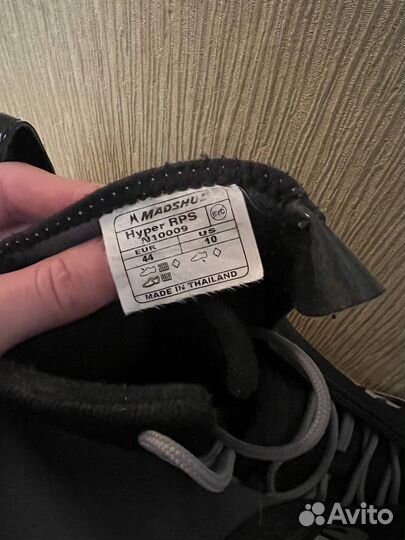 MADSHUS
Hyper RPS
N10009
EUR US
44 10
MADE IN THAILAND
Avito